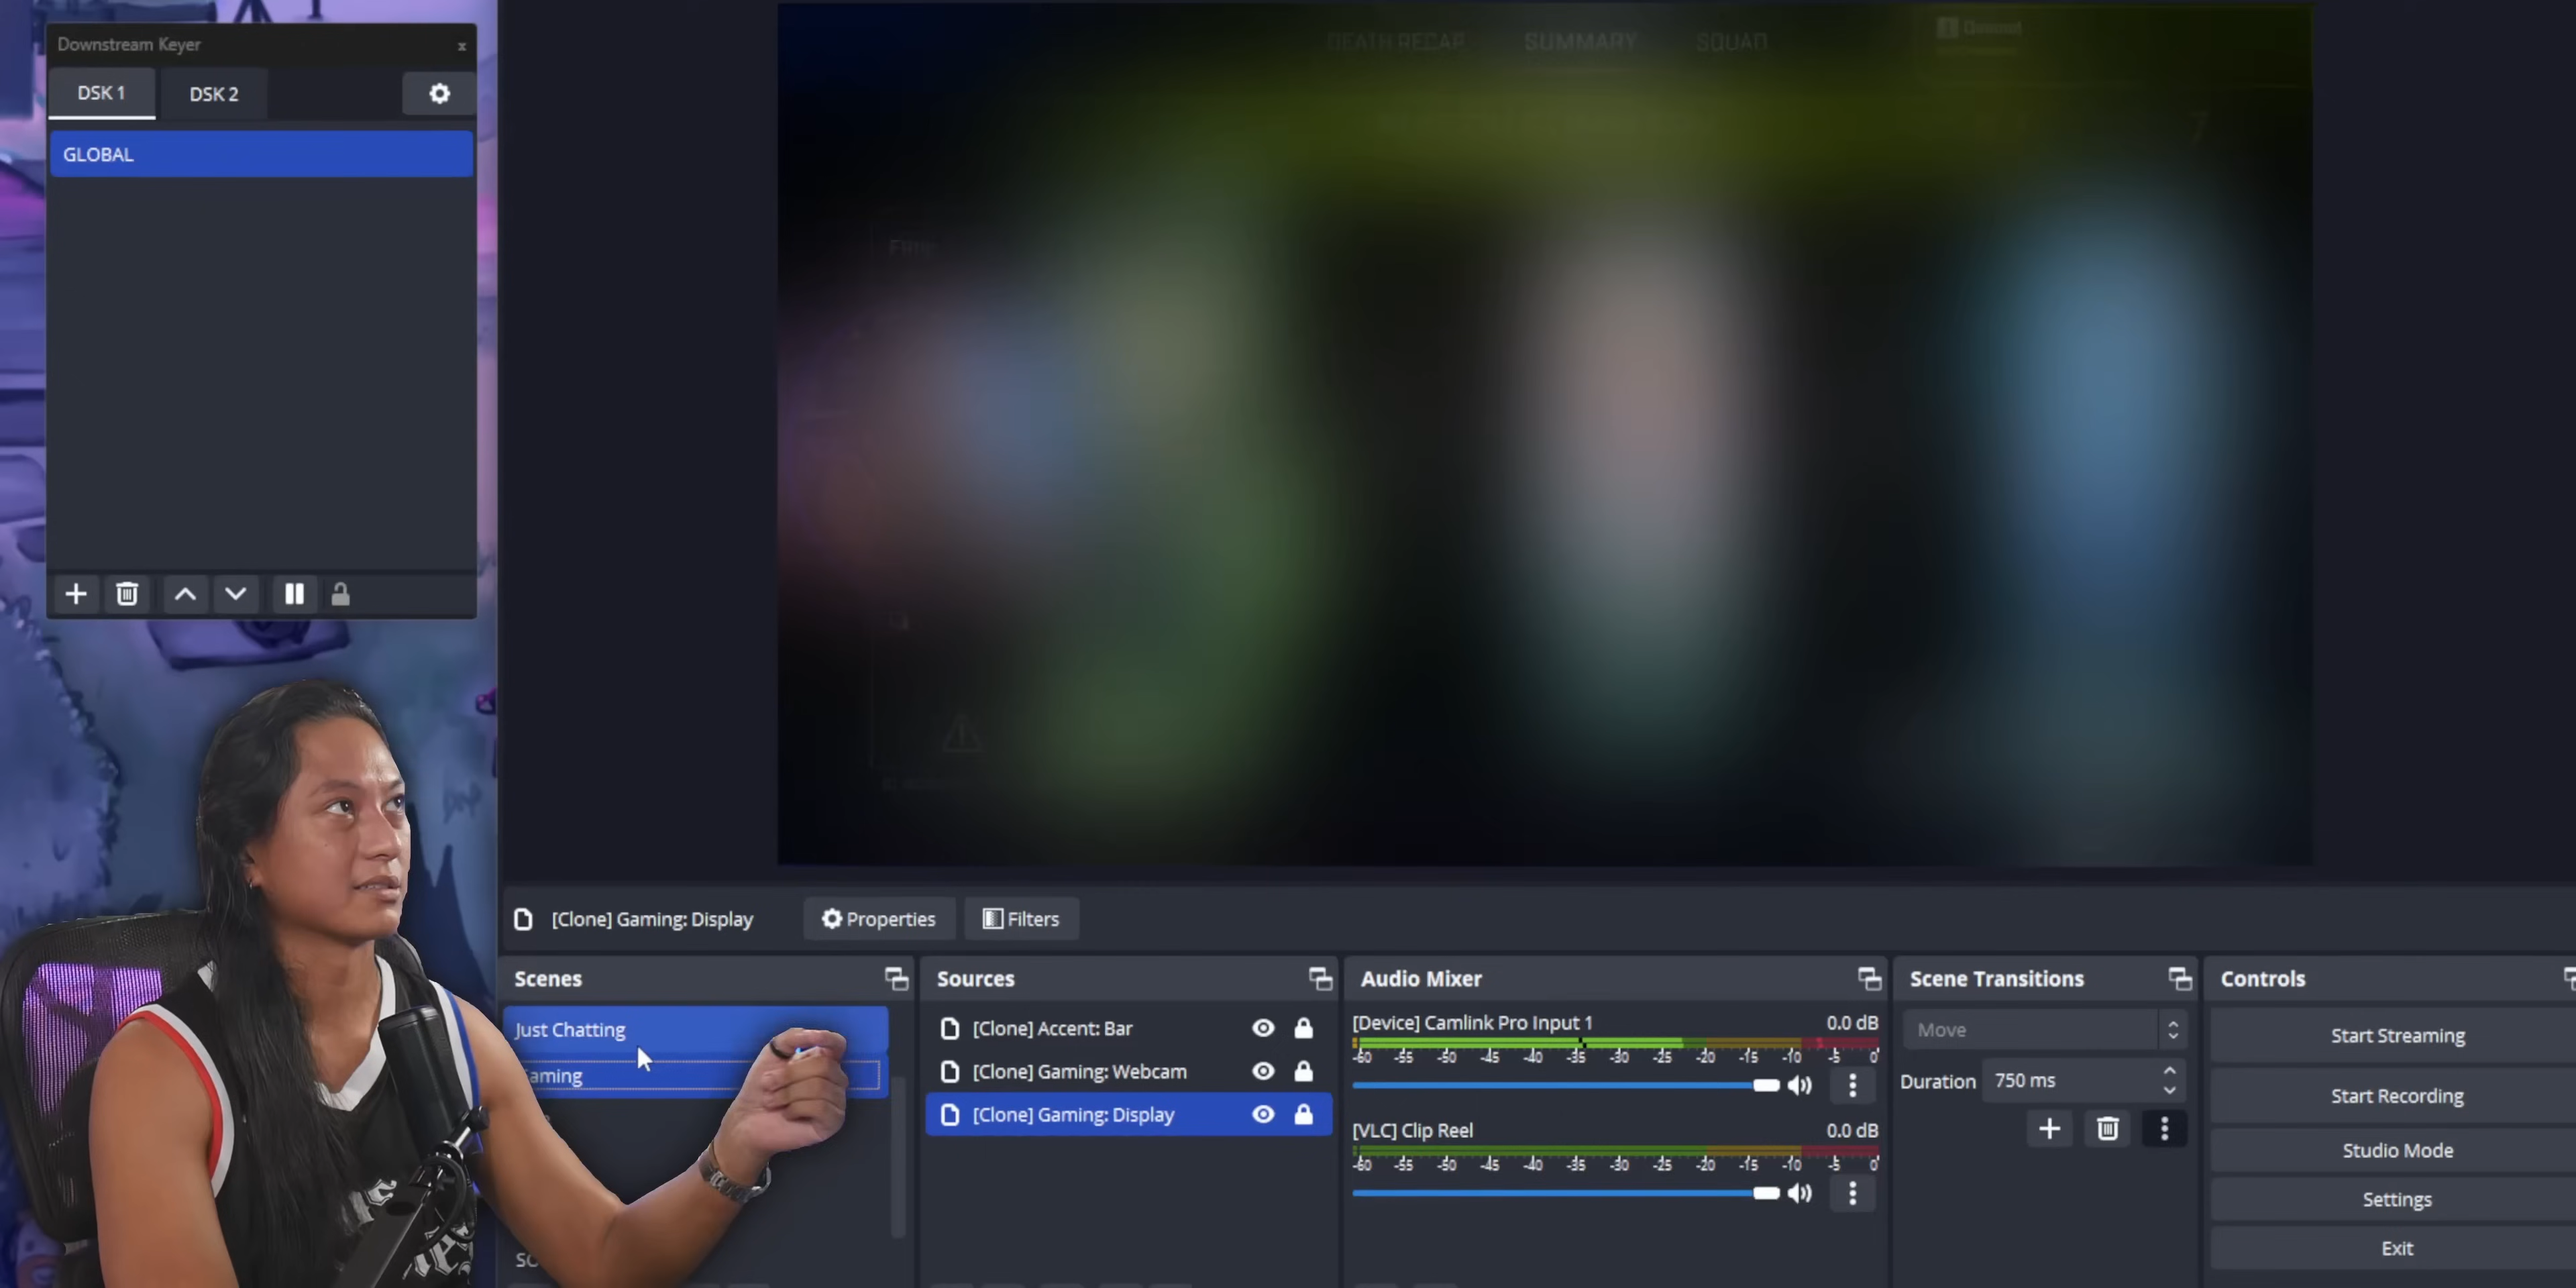 Downstream Keyer
x
DSK 1
DSK 2
GLOBAL
DEATH RECAP
SUMMARY
SQUAD
[Clone] Gaming: Display
Properties
Filters
Scenes
Just Chatting
aming
Sources
[Clone] Accent: Bar
[Clone] Gaming: Webcam
[Clone] Gaming: Display
Audio Mixer
[Device] Camlink Pro Input 1
0.0 dB
-60 -55 -50 -45 -40 -35 -30 -25 -20 -15 -10 -5 0
[VLC] Clip Reel
0.0 dB
-60 -55 -50 -45 -40 -35 -30 -25 -20 -15 -10 -5 0
Scene Transitions
Move
Duration 750 ms
Controls
Start Streaming
Start Recording
Studio Mode
Settings
Exit